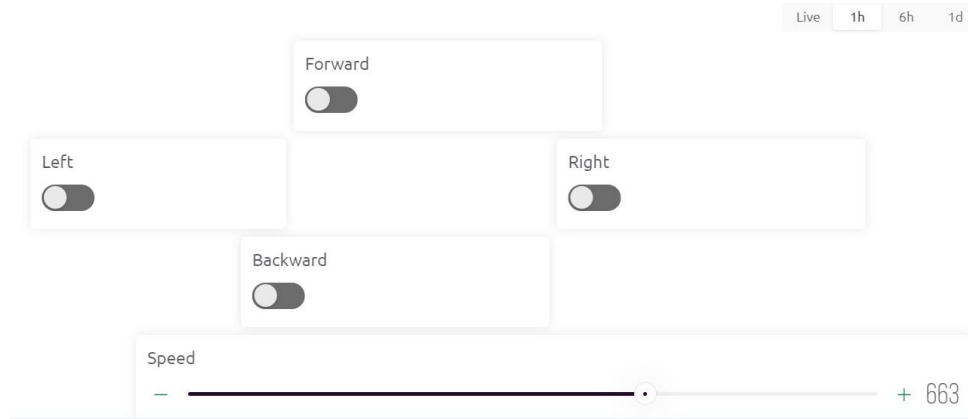 Live 1h 6h 1d
Forward
Left
Right
Backward
Speed
− + 663